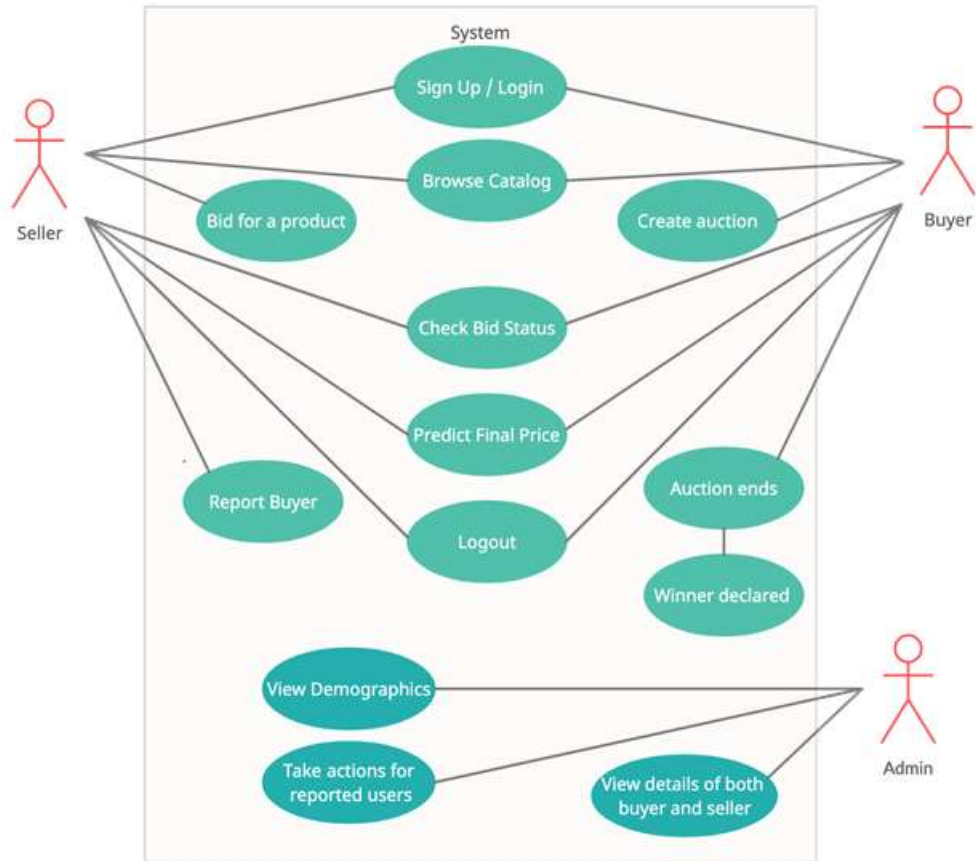 System
Sign Up / Login
Browse Catalog
Bid for a product
Create auction
Seller
Buyer
Check Bid Status
Predict Final Price
Report Buyer
Auction ends
Logout
Winner declared
View Demographics
Take actions for
reported users
View details of both
buyer and seller
Admin